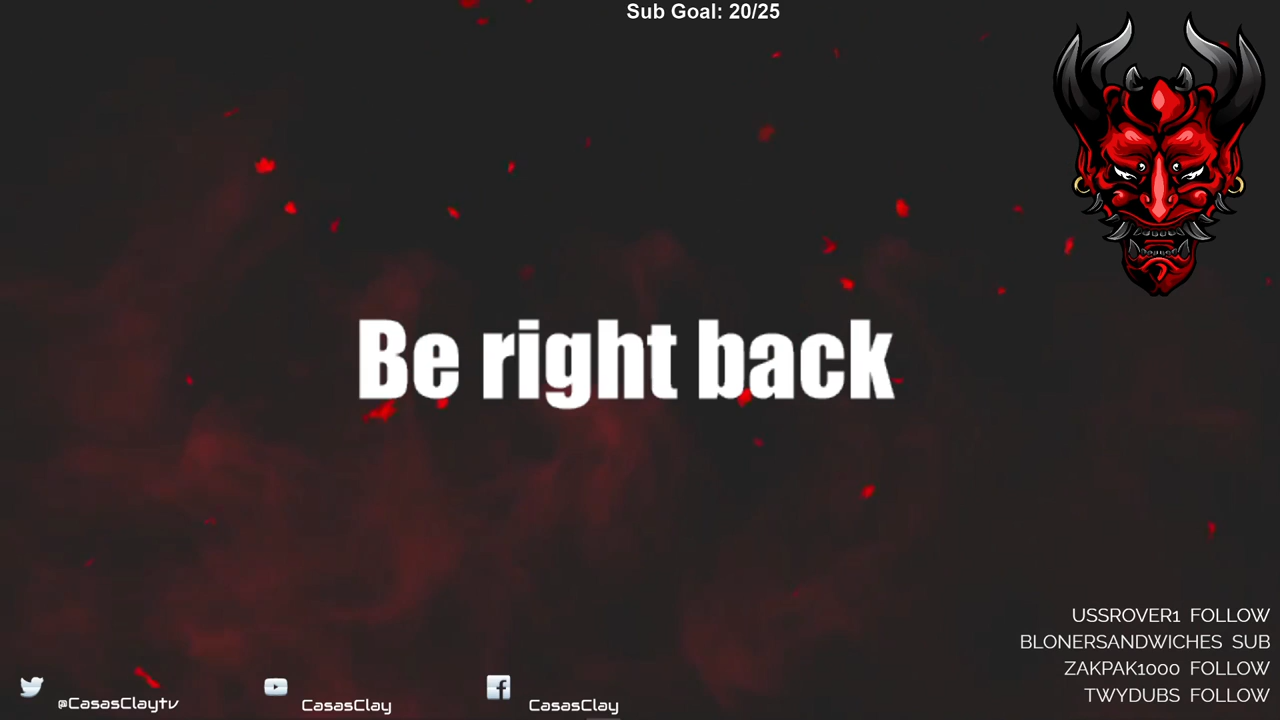 Sub Goal: 20/25
Be right back
USSROVER1 FOLLOW
BLONERSANDWICHES SUB
ZAKPAK1000 FOLLOW
TWYDUBS FOLLOW
@CasasClaytv
CasasClay
CasasClay